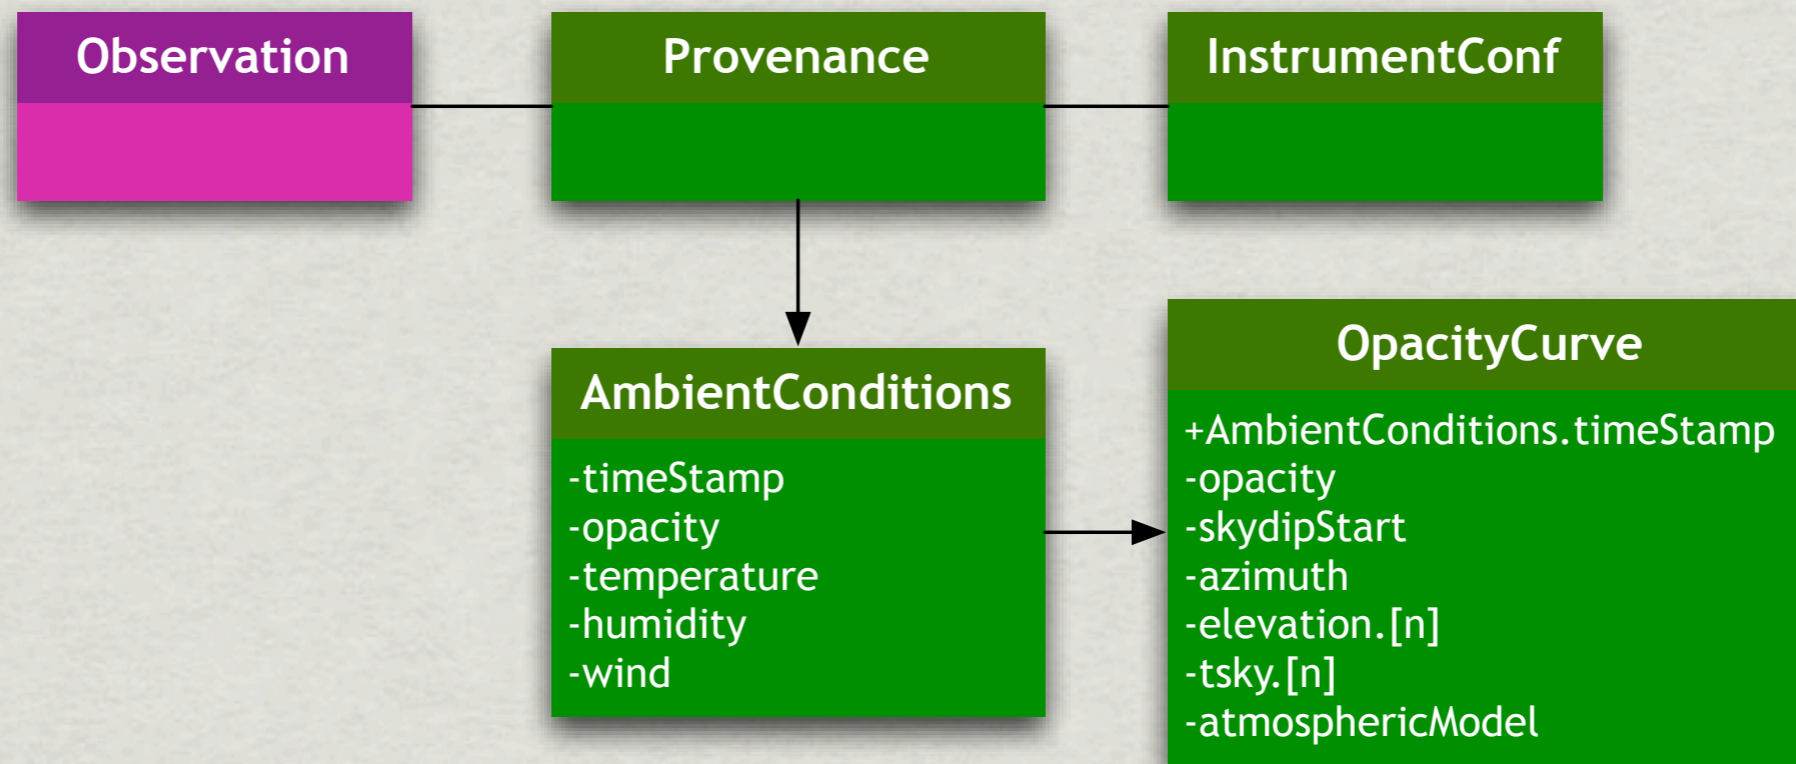 Observation
Provenance
InstrumentConf
AmbientConditions
-timeStamp
-opacity
-temperature
-humidity
-wind
OpacityCurve
+AmbientConditions.timeStamp
-opacity
-skydipStart
-azimuth
-elevation.[n]
-tsky.[n]
-atmosphericModel